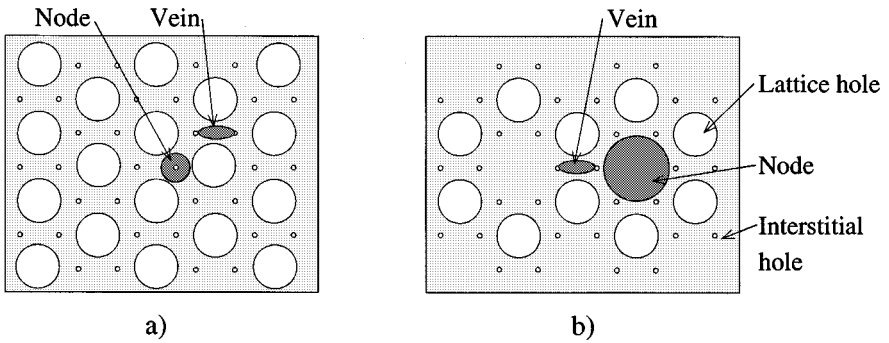 Node
Vein
Vein
Lattice hole
Node
Interstitial
hole
a)
b)